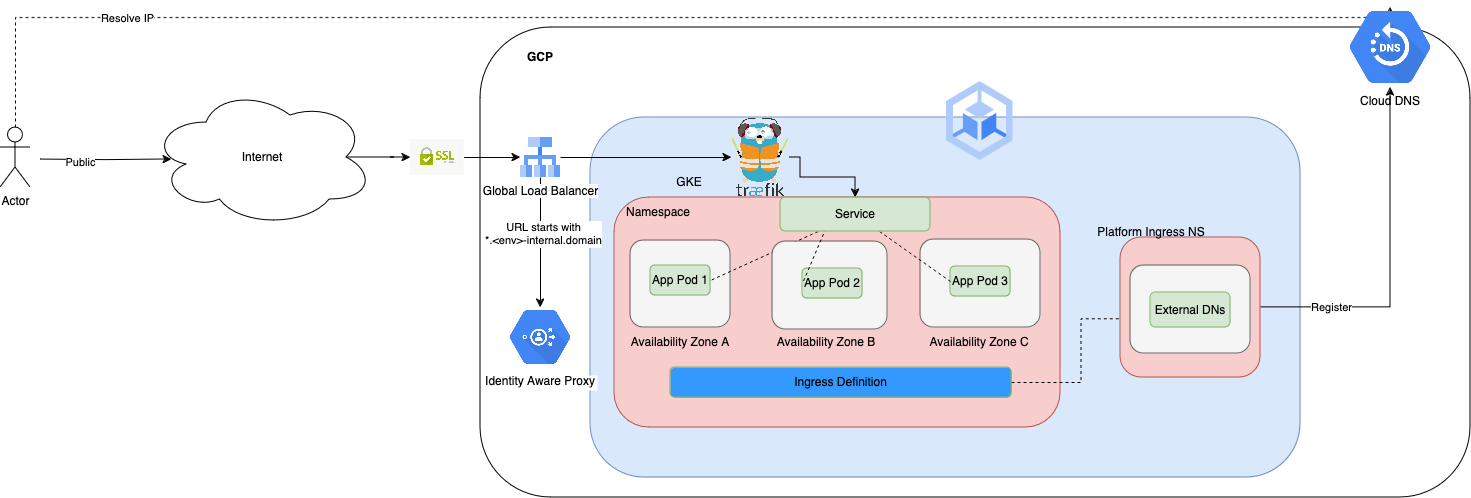 Resolve IP
GCP
DNS
Cloud DNS
Public
Internet
SSL
Global Load Balancer
træfik
GKE
Actor
Namespace
Service
URL starts with
*.<env>-internal.domain
Platform Ingress NS
App Pod 1
App Pod 2
App Pod 3
External DNs
Register
Availability Zone A
Availability Zone B
Availability Zone C
Identity Aware Proxy
Ingress Definition